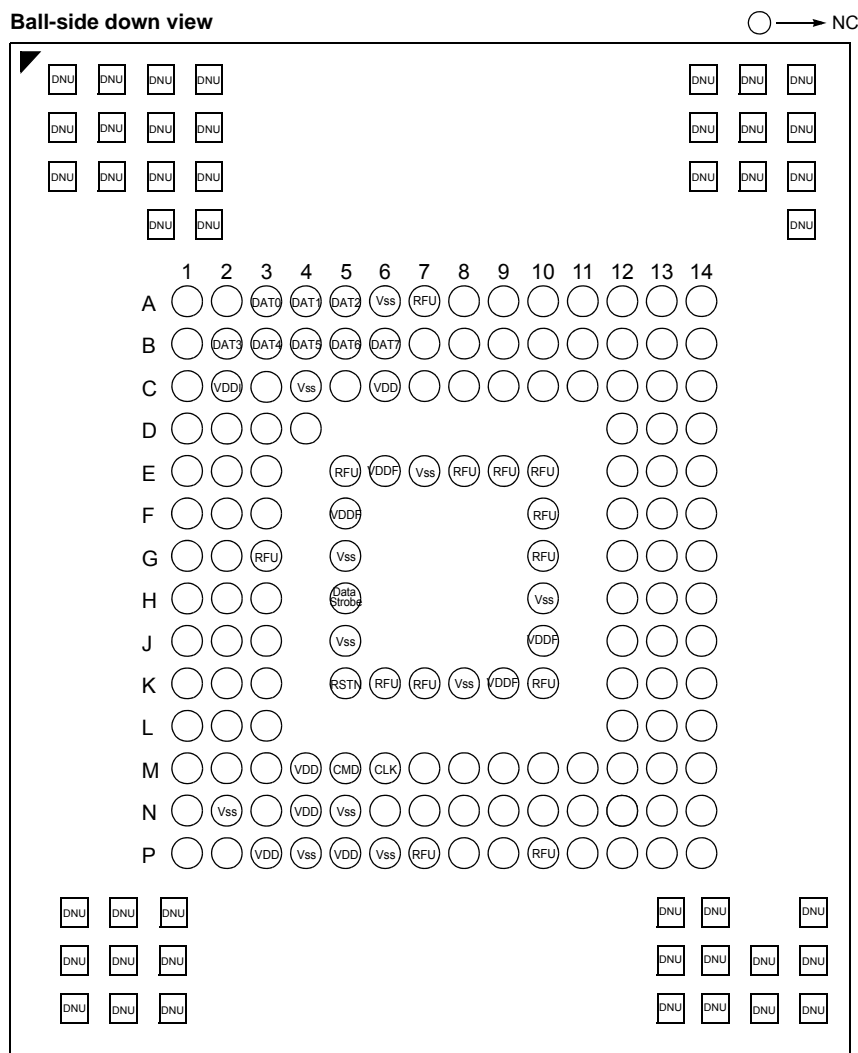 Ball-side down view
NC
DNU DNU DNU DNU DNU DNU DNU
DNU DNU DNU DNU DNU DNU DNU
DNU DNU DNU DNU DNU DNU DNU
DNU DNU DNU
1 2 3 4 5 6 7 8 9 10 11 12 13 14
A DAT0 DAT1 DAT2 Vss RFU
B DAT3 DAT4 DAT5 DAT6 DAT7
C VDDI Vss VDD
D
E RFU VDDF Vss RFU RFU RFU
F VDDF RFU
G RFU Vss RFU
H Data Strobe Vss
J Vss VDDF
K RSTN RFU RFU Vss VDDF RFU
L
M VDD CMD CLK
N Vss VDD Vss
P VDD Vss VDD Vss RFU RFU
DNU DNU DNU DNU DNU DNU
DNU DNU DNU DNU DNU DNU DNU
DNU DNU DNU DNU DNU DNU DNU